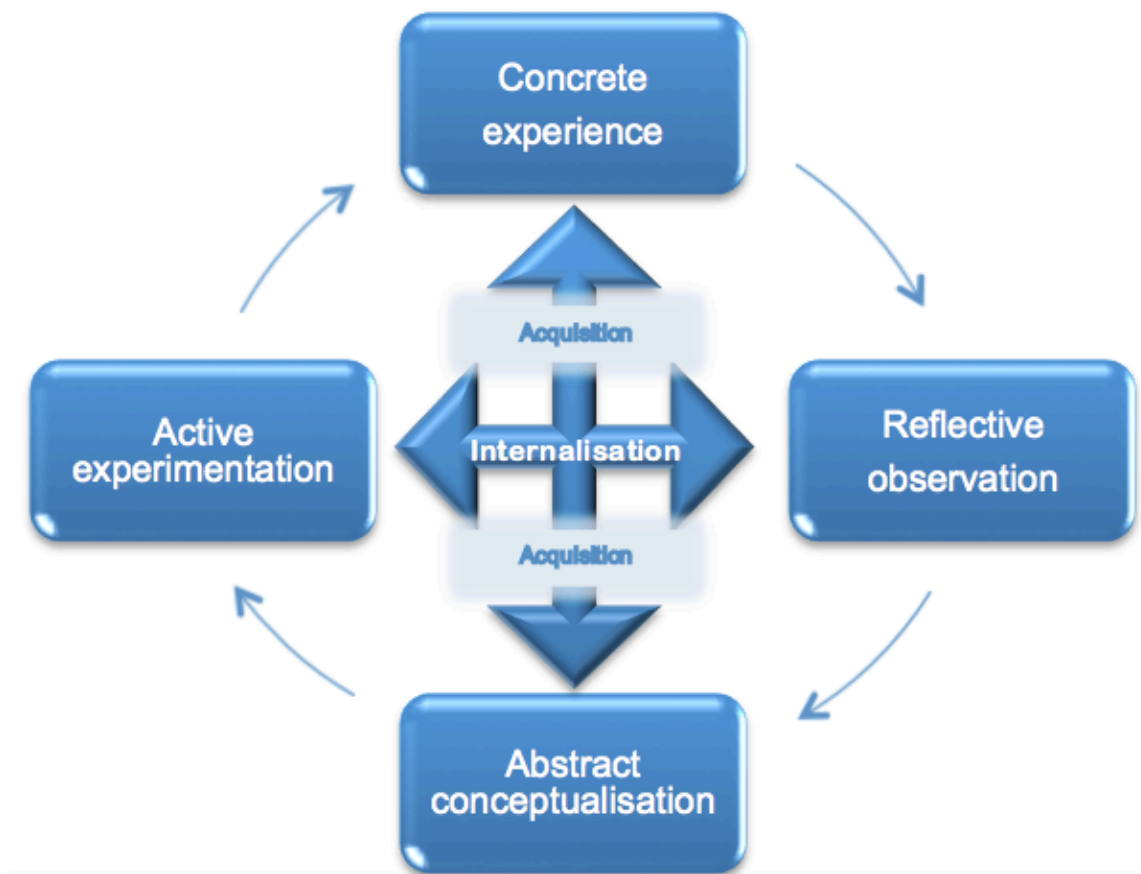 Concrete
experience
Acquisition
Active
experimentation
Internalisation
Reflective
observation
Acquisition
Abstract
conceptualisation